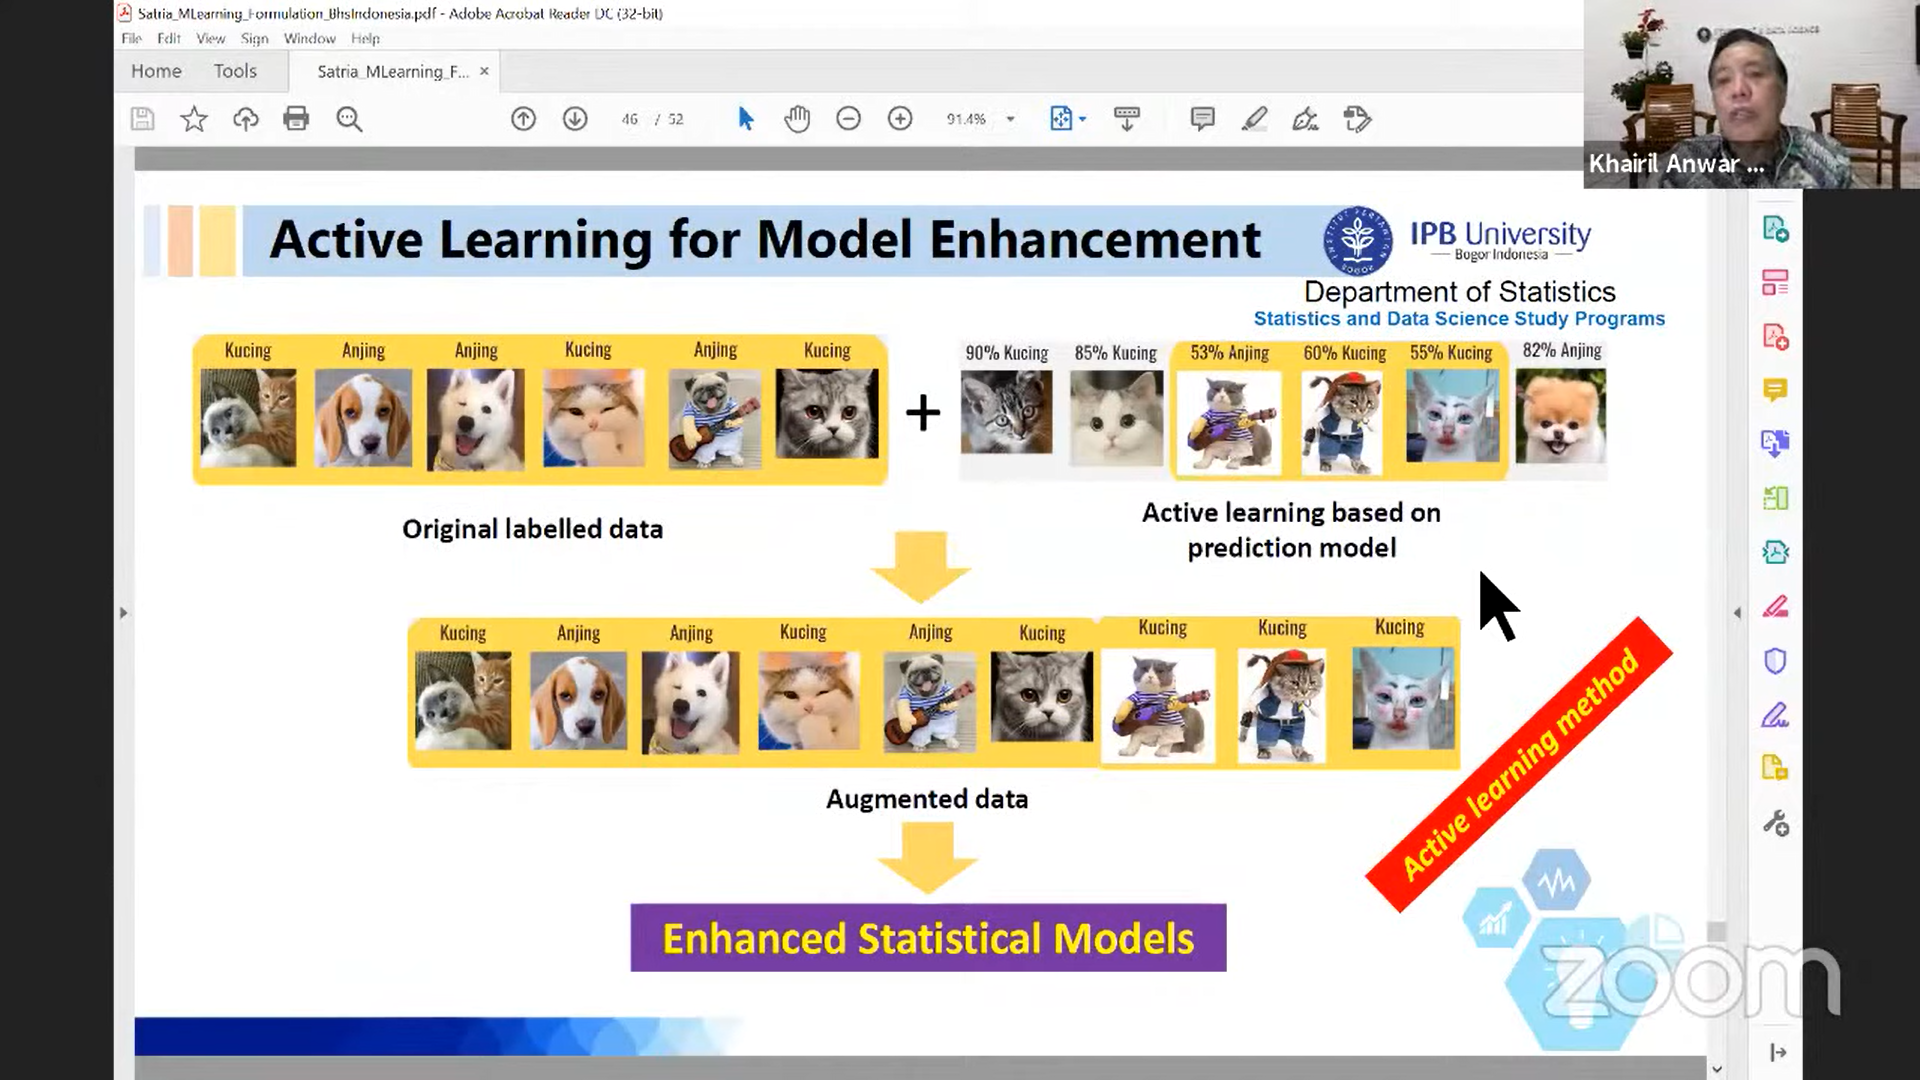 Satria_MLearning_Formulation_BhsIndonesia.pdf - Adobe Acrobat Reader DC (32-bit)
File Edit View Sign Window Help
Home Tools Satria_MLearning_F...
46 / 52 91.4%
Khairil Anwar ...
Active Learning for Model Enhancement
IPB University
Bogor Indonesia
Department of Statistics
Statistics and Data Science Study Programs
Kucing Anjing Anjing Kucing Anjing Kucing
+
90% Kucing 85% Kucing 53% Anjing 60% Kucing 55% Kucing 82% Anjing
Original labelled data
Active learning based on
prediction model
Kucing Anjing Anjing Kucing Anjing Kucing Kucing Kucing Kucing
Augmented data
Active learning method
Enhanced Statistical Models
zoom